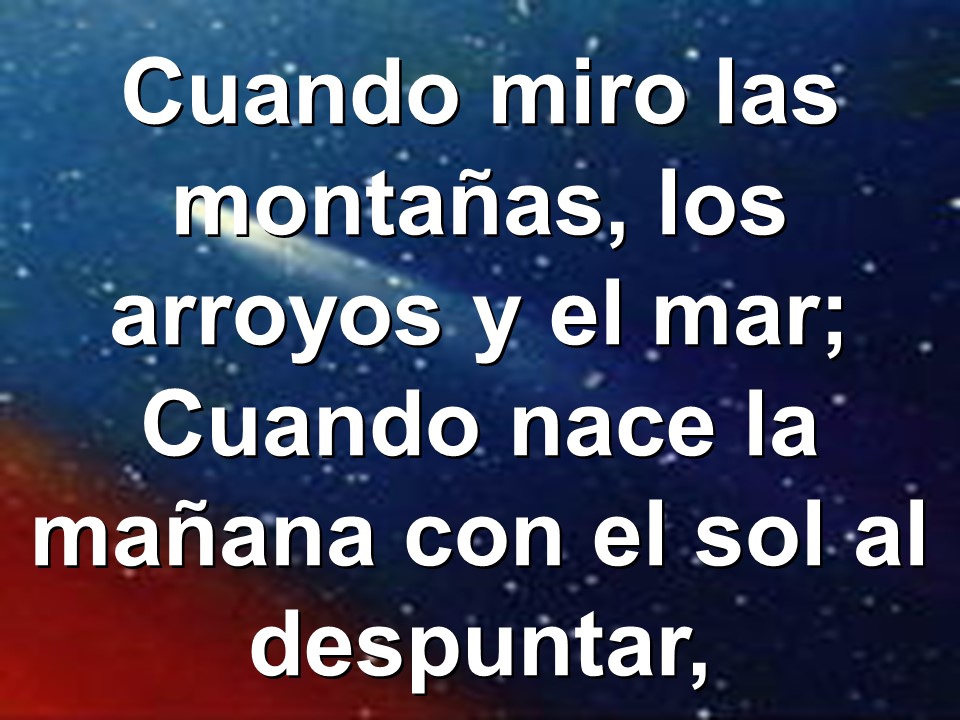 Cuando miro las
montañas, los
arroyos y el mar;
Cuando nace la
mañana con el sol al
despuntar,